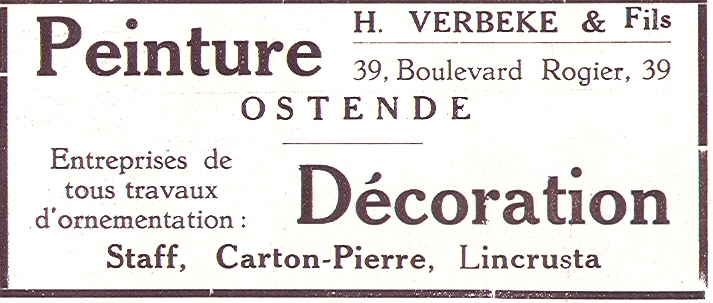 Peinture
H. VERBEKE & Fils
39, Boulevard Rogier, 39
OSTENDE
Entreprises de
tous travaux
d'ornementation :
Décoration
Staff, Carton-Pierre, Lincrusta